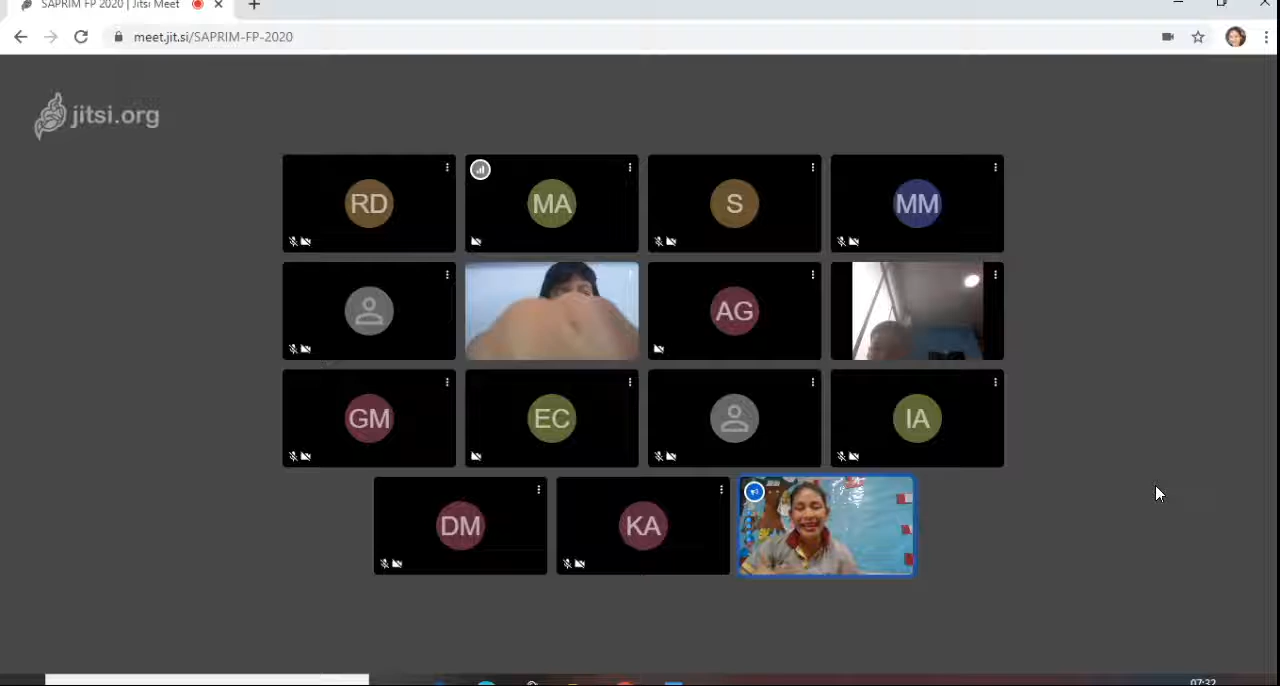 SAPRIM FP 2020 | Jitsi Meet
meet.jit.si/SAPRIM-FP-2020
jitsi.org
RD
MA
S
MM
AG
GM
EC
IA
DM
KA
07:32